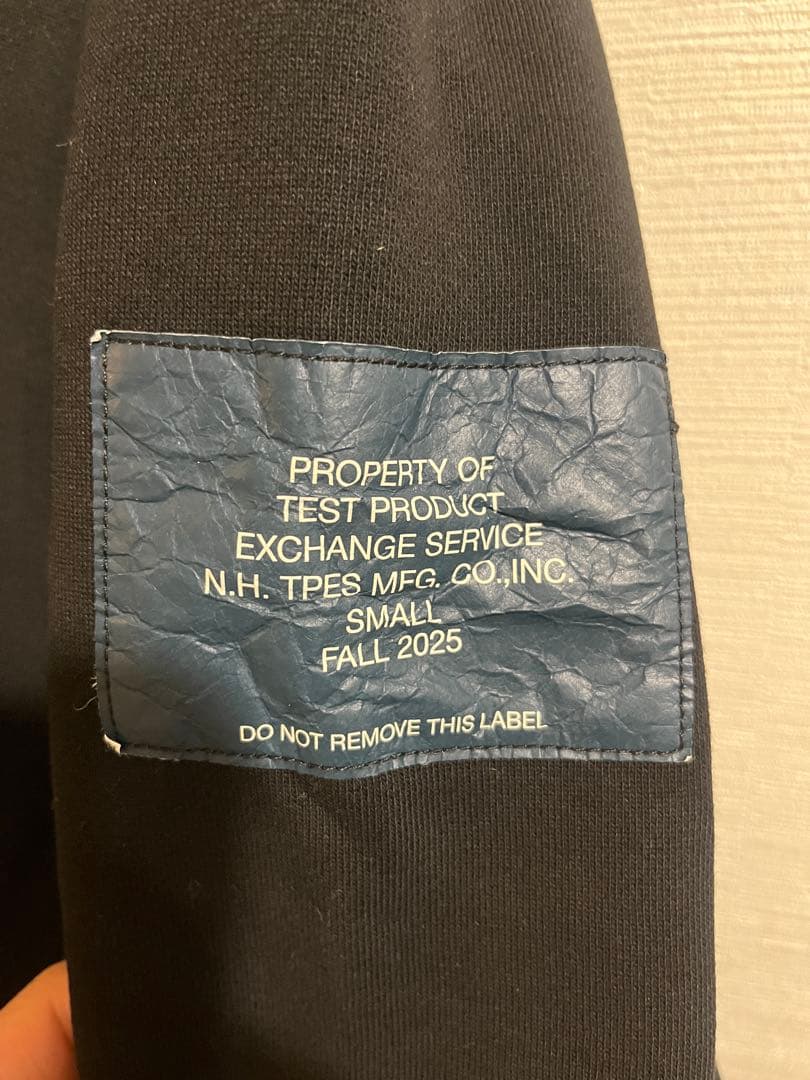 PROPERTY OF
TEST PRODUCT
EXCHANGE SERVICE
N.H. TPES MFG. CO.,INC.
SMALL
FALL 2025
DO NOT REMOVE THIS LABEL